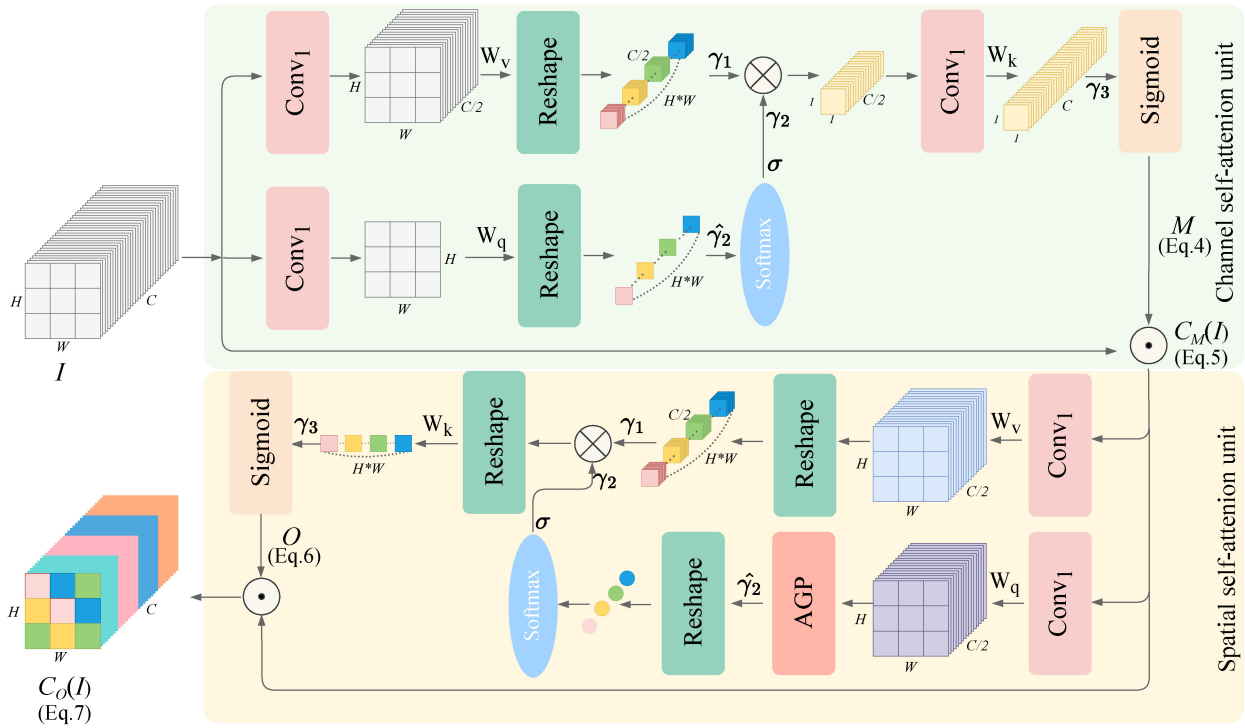 Conv1
H
W
C/2
Wv
Reshape
C/2
H*W
γ1
γ2
σ
1
1
C/2
Conv1
Wk
1
1
C
γ3
Sigmoid
Channel self-attenion unit
Conv1
W
H
Wq
Reshape
H*W
γ̂2
Softmax
M
(Eq.4)
H
W
C
I
CM(I)
(Eq.5)
Sigmoid
γ3
H*W
Wk
Reshape
γ1
γ2
C/2
H*W
Reshape
H
W
C/2
Wv
Conv1
Spatial self-attenion unit
O
(Eq.6)
σ
Softmax
Reshape
γ̂2
AGP
H
W
C/2
Wq
Conv1
H
W
C
CO(I)
(Eq.7)